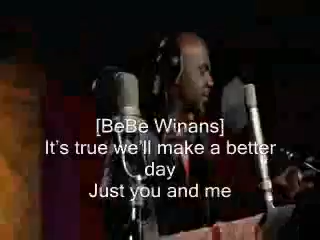 [BeBe Winans]
It's true we'll make a better
day
Just you and me